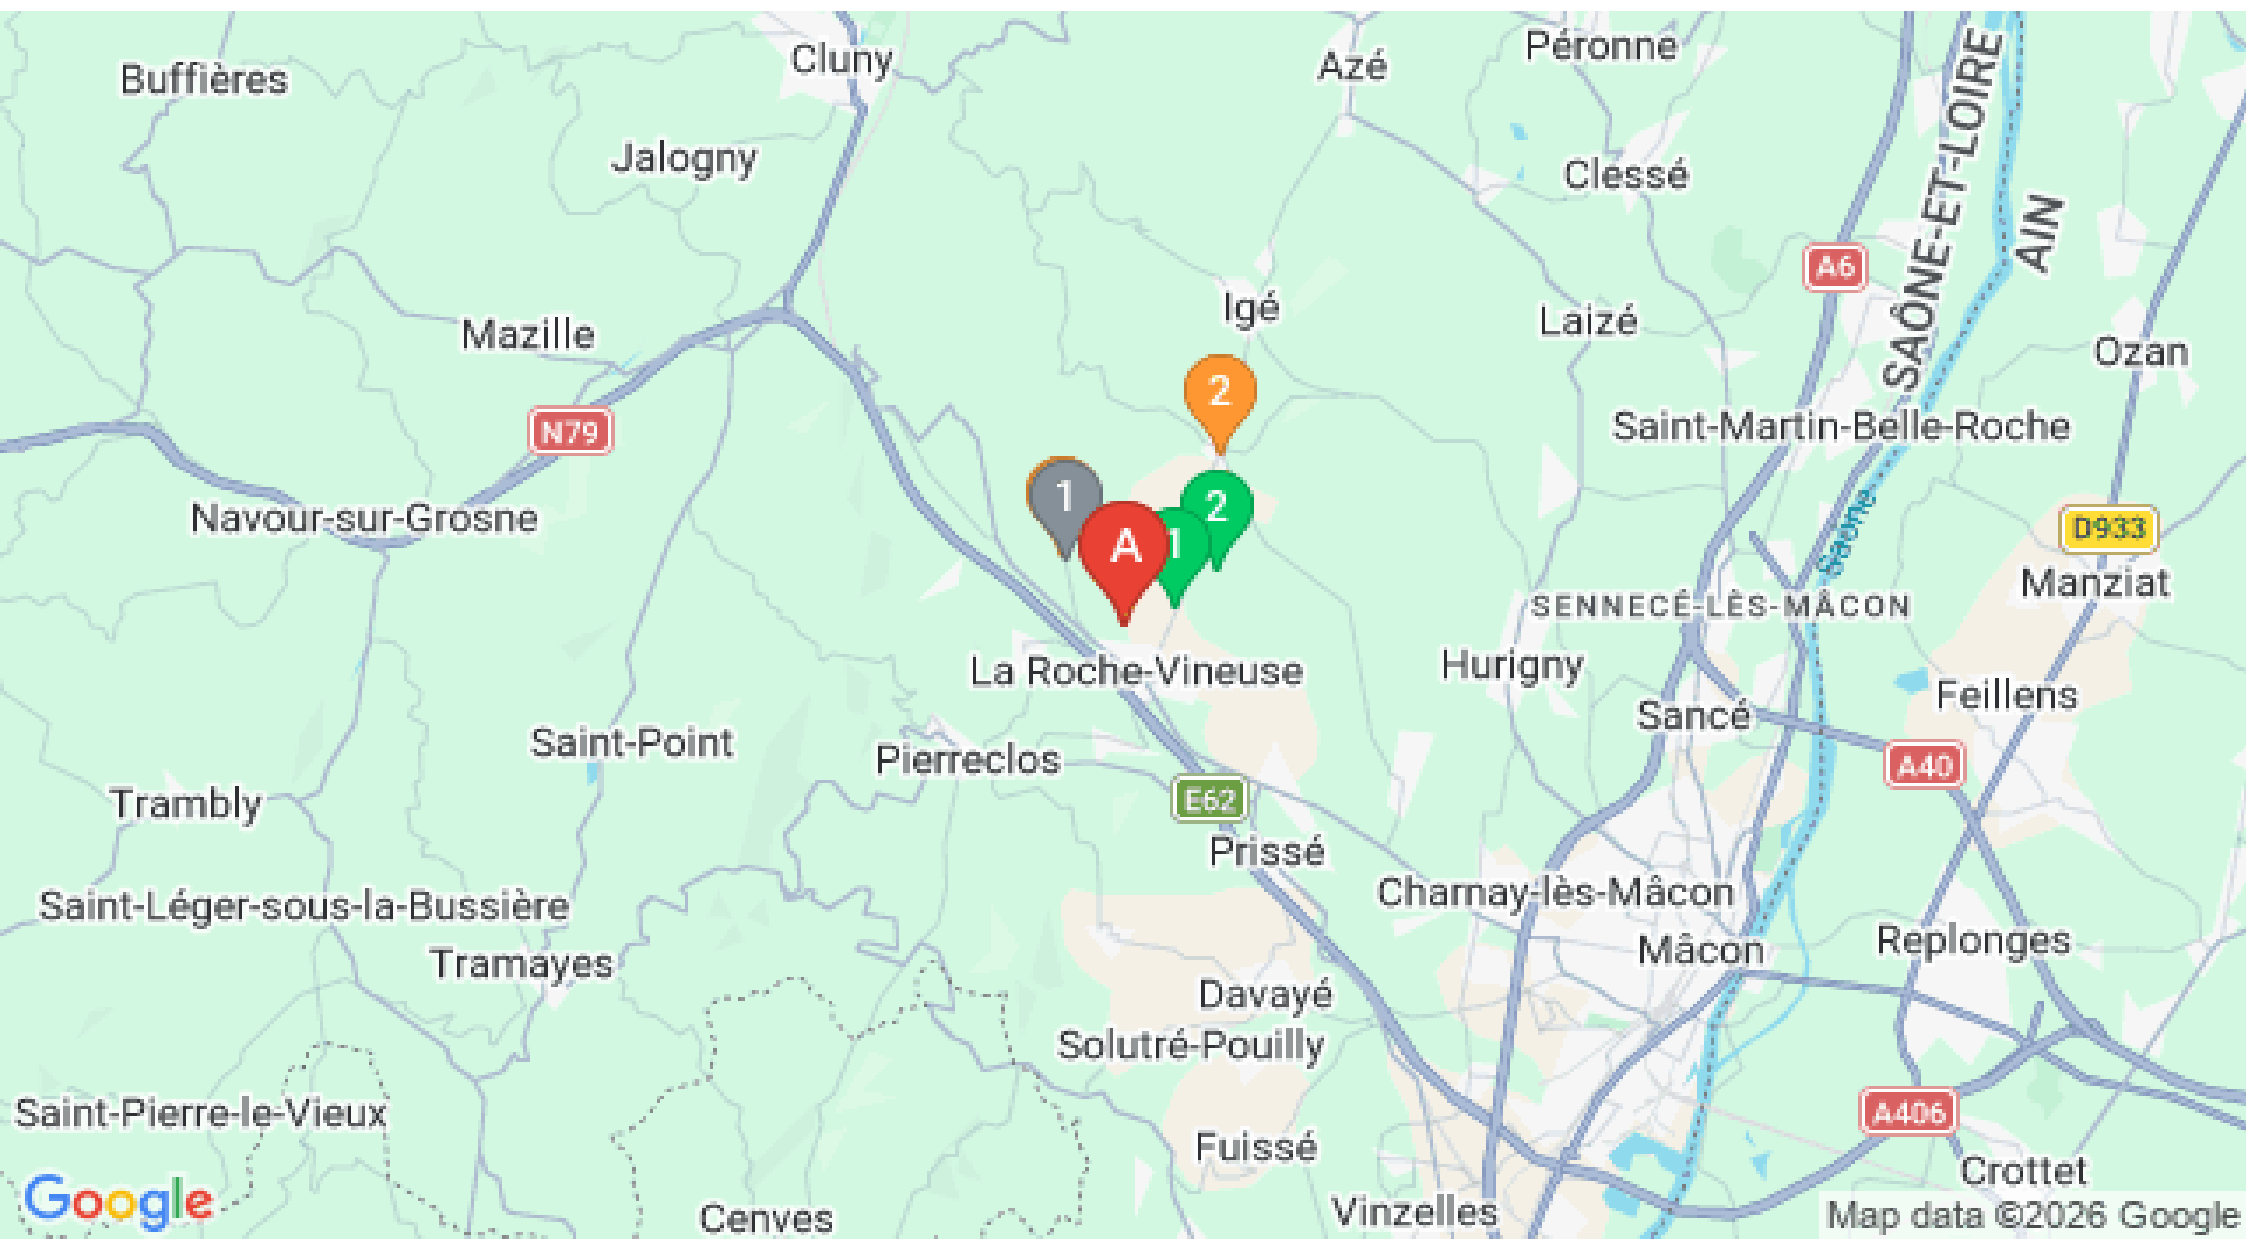 Cluny
Azé
Péronne
Buffières
Jalogny
Clessé
SAÔNE-ET-LOIRE
AIN
A6
Igé
Laizé
Mazille
Ozan
2
N79
Saint-Martin-Belle-Roche
1
2
Navour-sur-Grosne
A
1
Saône
D933
Manziat
SENNECÉ-LÈS-MÂCON
La Roche-Vineuse
Hurigny
Feillens
Sancé
Saint-Point
Pierreclos
A40
Trambly
E62
Prissé
Charnay-lès-Mâcon
Saint-Léger-sous-la-Bussière
Mâcon
Replonges
Tramayes
Davayé
Solutré-Pouilly
Saint-Pierre-le-Vieux
A406
Fuissé
Crottet
Google
Cenves
Vinzelles
Map data ©2026 Google